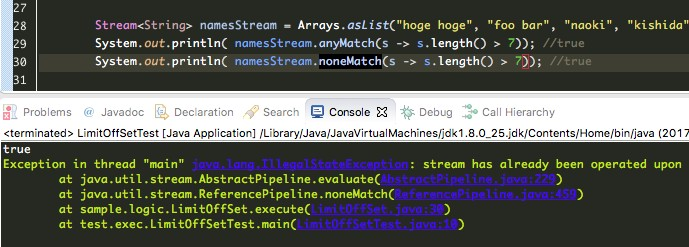 27
28 Stream<String> namesStream = Arrays.asList("hoge hoge", "foo bar", "naoki", "kishida"
29 System.out.println( namesStream.anyMatch(s -> s.length() > 7)); //true
30 System.out.println( namesStream.noneMatch(s -> s.length() > 7)); //true
31
Problems @ Javadoc Declaration Search Console Debug Call Hierarchy
<terminated> LimitOffSetTest [Java Application] /Library/Java/JavaVirtualMachines/jdk1.8.0_25.jdk/Contents/Home/bin/java (2017
true
Exception in thread "main" java.lang.IllegalStateException: stream has already been operated upon
at java.util.stream.AbstractPipeline.evaluate(AbstractPipeline.java:229)
at java.util.stream.ReferencePipeline.noneMatch(ReferencePipeline.java:459)
at sample.logic.LimitOffSet.execute(LimitOffSet.java:30)
at test.exec.LimitOffSetTest.main(LimitOffSetTest.java:10)